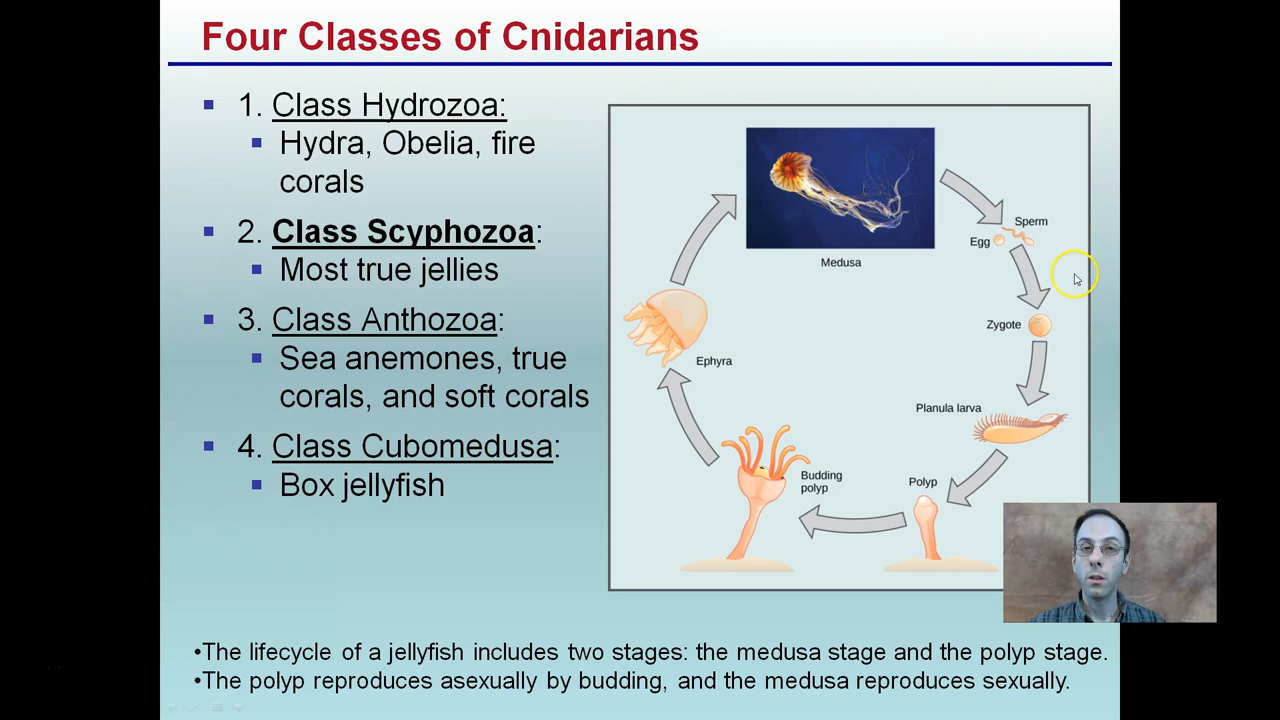 Four Classes of Cnidarians
1. Class Hydrozoa:
Hydra, Obelia, fire
corals
2. Class Scyphozoa:
Most true jellies
3. Class Anthozoa:
Sea anemones, true
corals, and soft corals
4. Class Cubomedusa:
Box jellyfish
Medusa
Sperm
Egg
Zygote
Planula larva
Polyp
Budding
polyp
Ephyra
•The lifecycle of a jellyfish includes two stages: the medusa stage and the polyp stage.
•The polyp reproduces asexually by budding, and the medusa reproduces sexually.